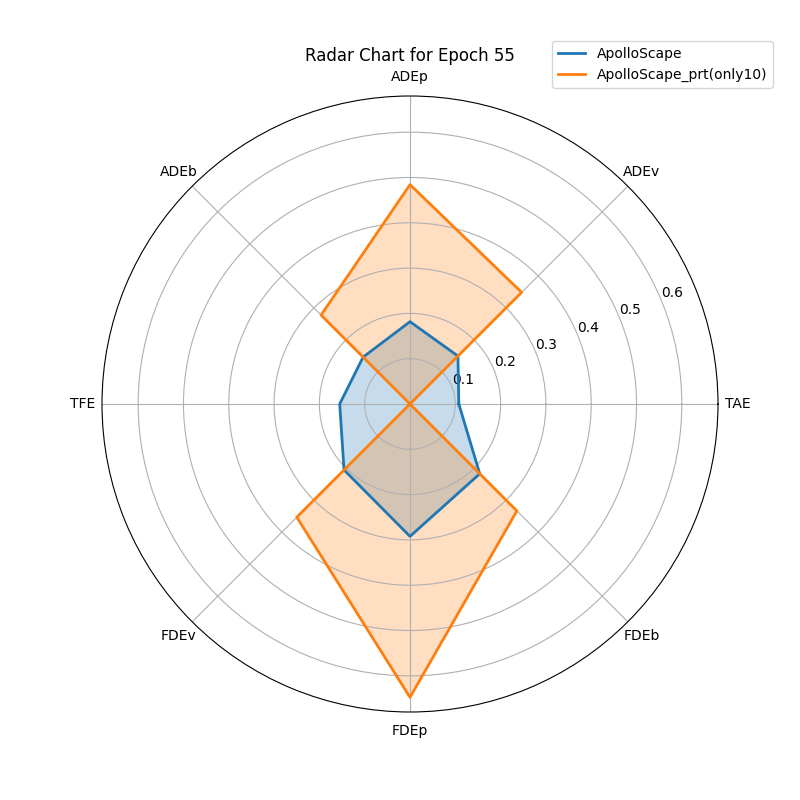 Radar Chart for Epoch 55
ApolloScape
ApolloScape_prt(only10)
ADEp
ADEb
ADEv
0.6
0.5
0.4
0.3
0.2
0.1
TFE
TAE
FDEv
FDEb
FDEp